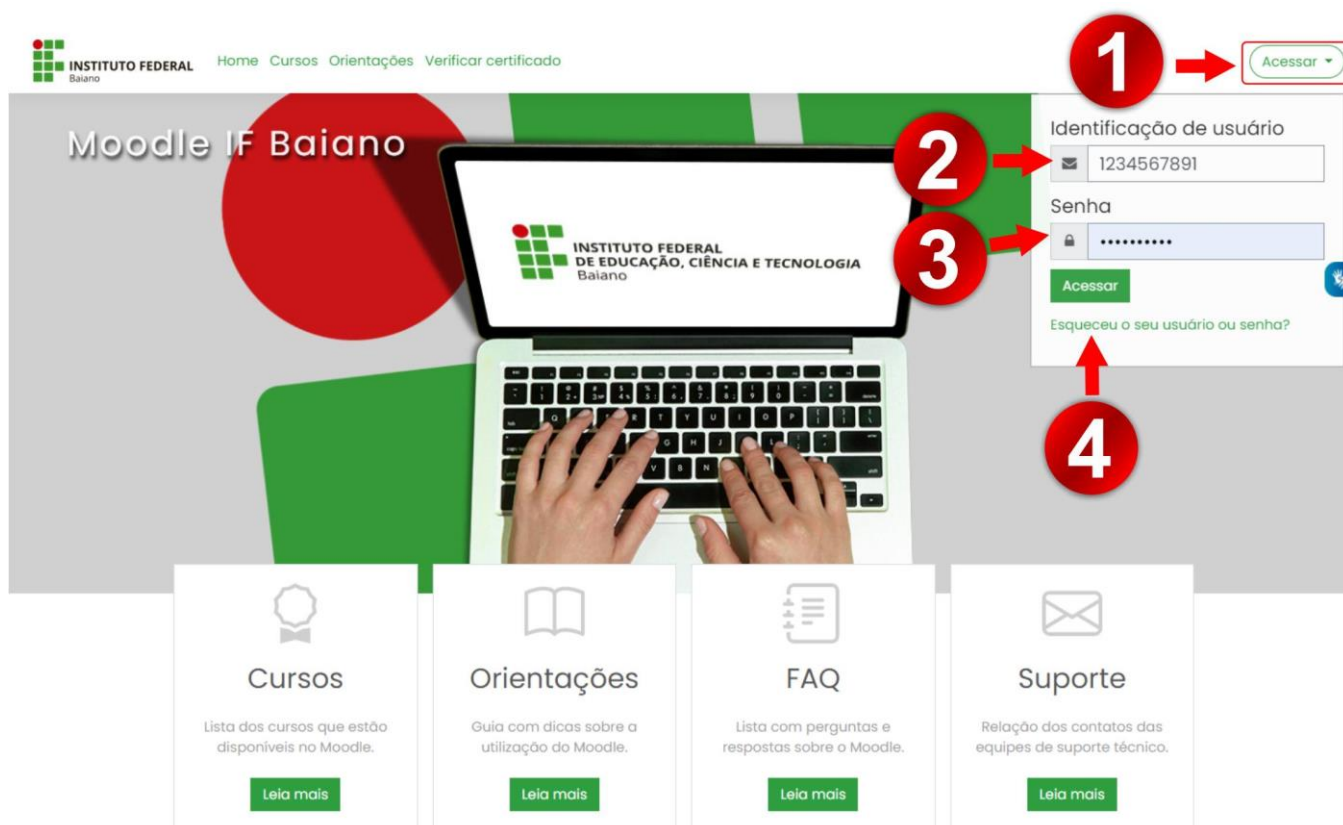 INSTITUTO FEDERAL
Baiano
Home Cursos Orientações Verificar certificado
1
Acessar
Moodle IF Baiano
Identificação de usuário
2
1234567891
Senha
3
••••••••••
INSTITUTO FEDERAL
DE EDUCAÇÃO, CIÊNCIA E TECNOLOGIA
Baiano
Acessar
Esqueceu o seu usuário ou senha?
4
Cursos
Lista dos cursos que estão
disponíveis no Moodle.
Leia mais
Orientações
Guia com dicas sobre a
utilização do Moodle.
Leia mais
FAQ
Lista com perguntas e
respostas sobre o Moodle.
Leia mais
Suporte
Relação dos contatos das
equipes de suporte técnico.
Leia mais